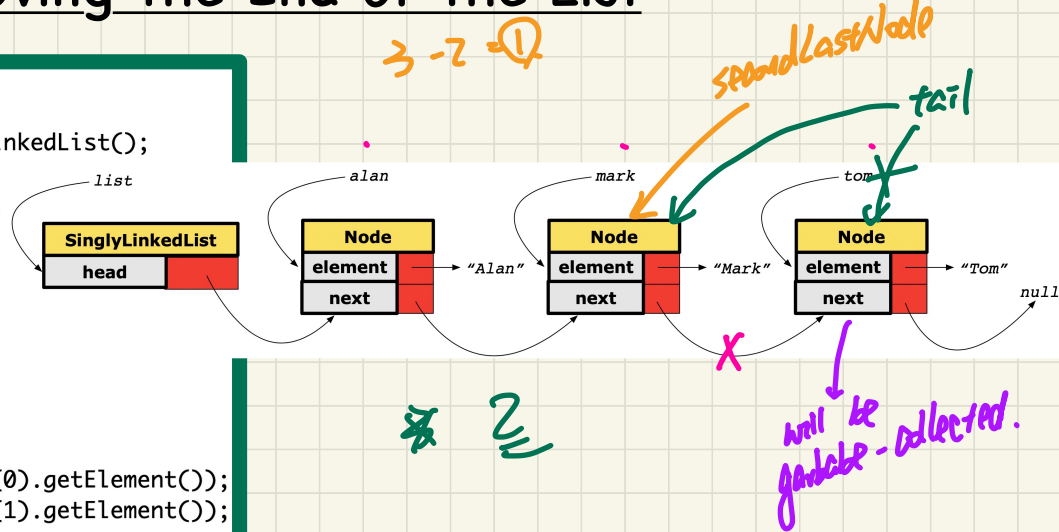 oving The End of The List
3 - 2 = 1
secondLastNode
tail
inkedList();
list
alan
mark
tom
SinglyLinkedList
head
Node
element
next
"Alan"
Node
element
next
"Mark"
Node
element
next
"Tom"
null
X
2
will be
garbage-collected.
(0).getElement());
(1).getElement());